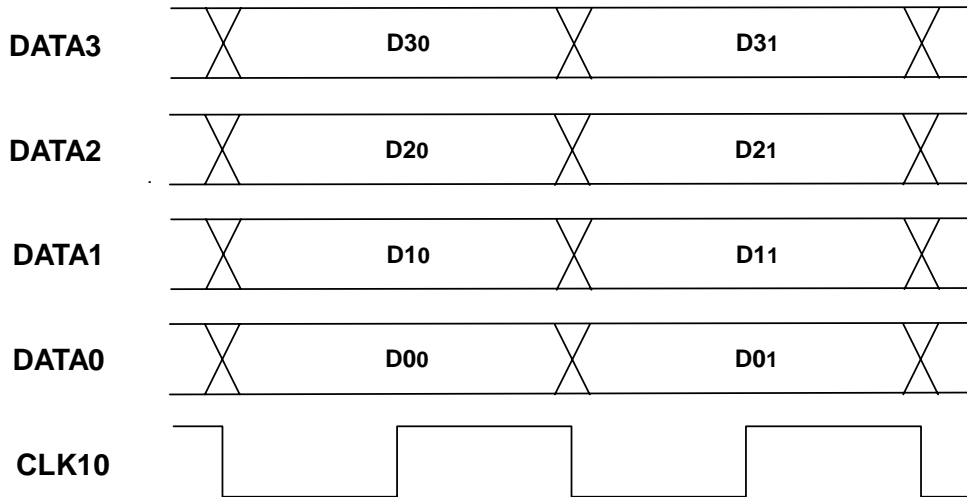 DATA3 D30 D31
DATA2 D20 D21
DATA1 D10 D11
DATA0 D00 D01
CLK10